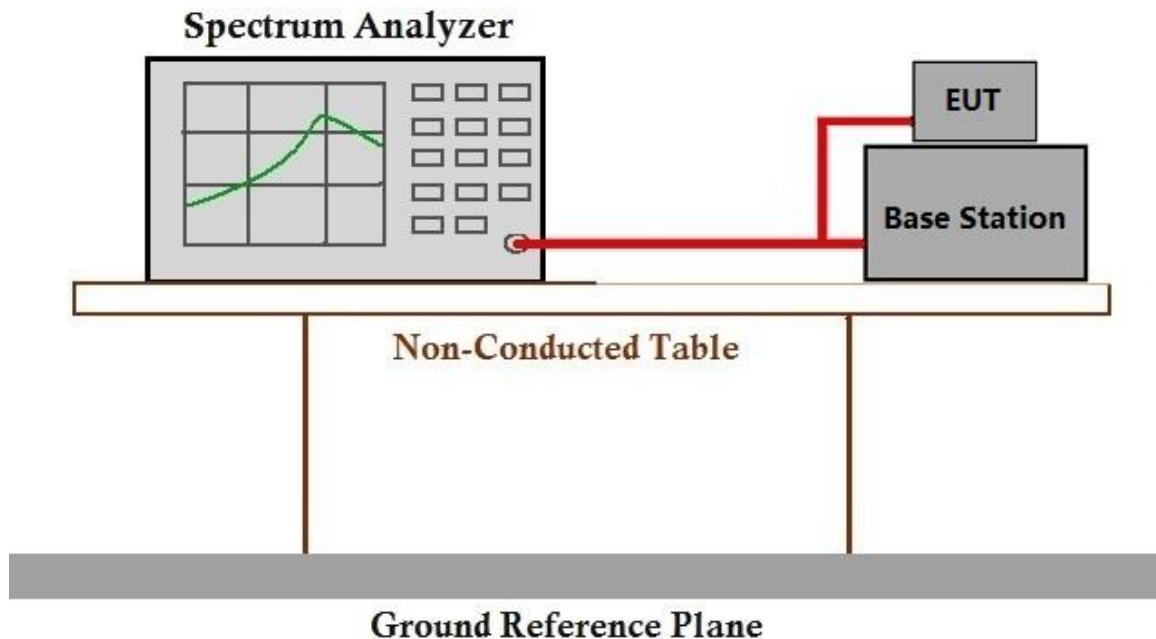 Spectrum Analyzer
EUT
Base Station
Non-Conducted Table
Ground Reference Plane